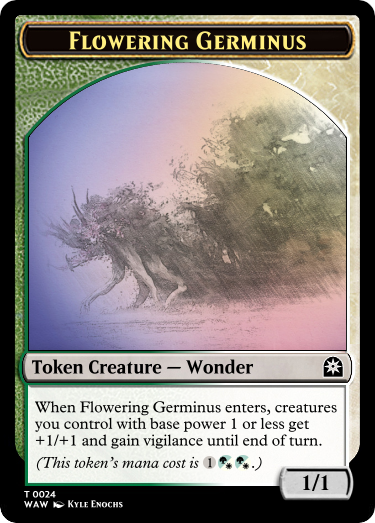 Flowering Germinus
Token Creature — Wonder
When Flowering Germinus enters, creatures
you control with base power 1 or less get
+1/+1 and gain vigilance until end of turn.
(This token's mana cost is 1.)
1/1
T 0024
WAW Kyle Enochs